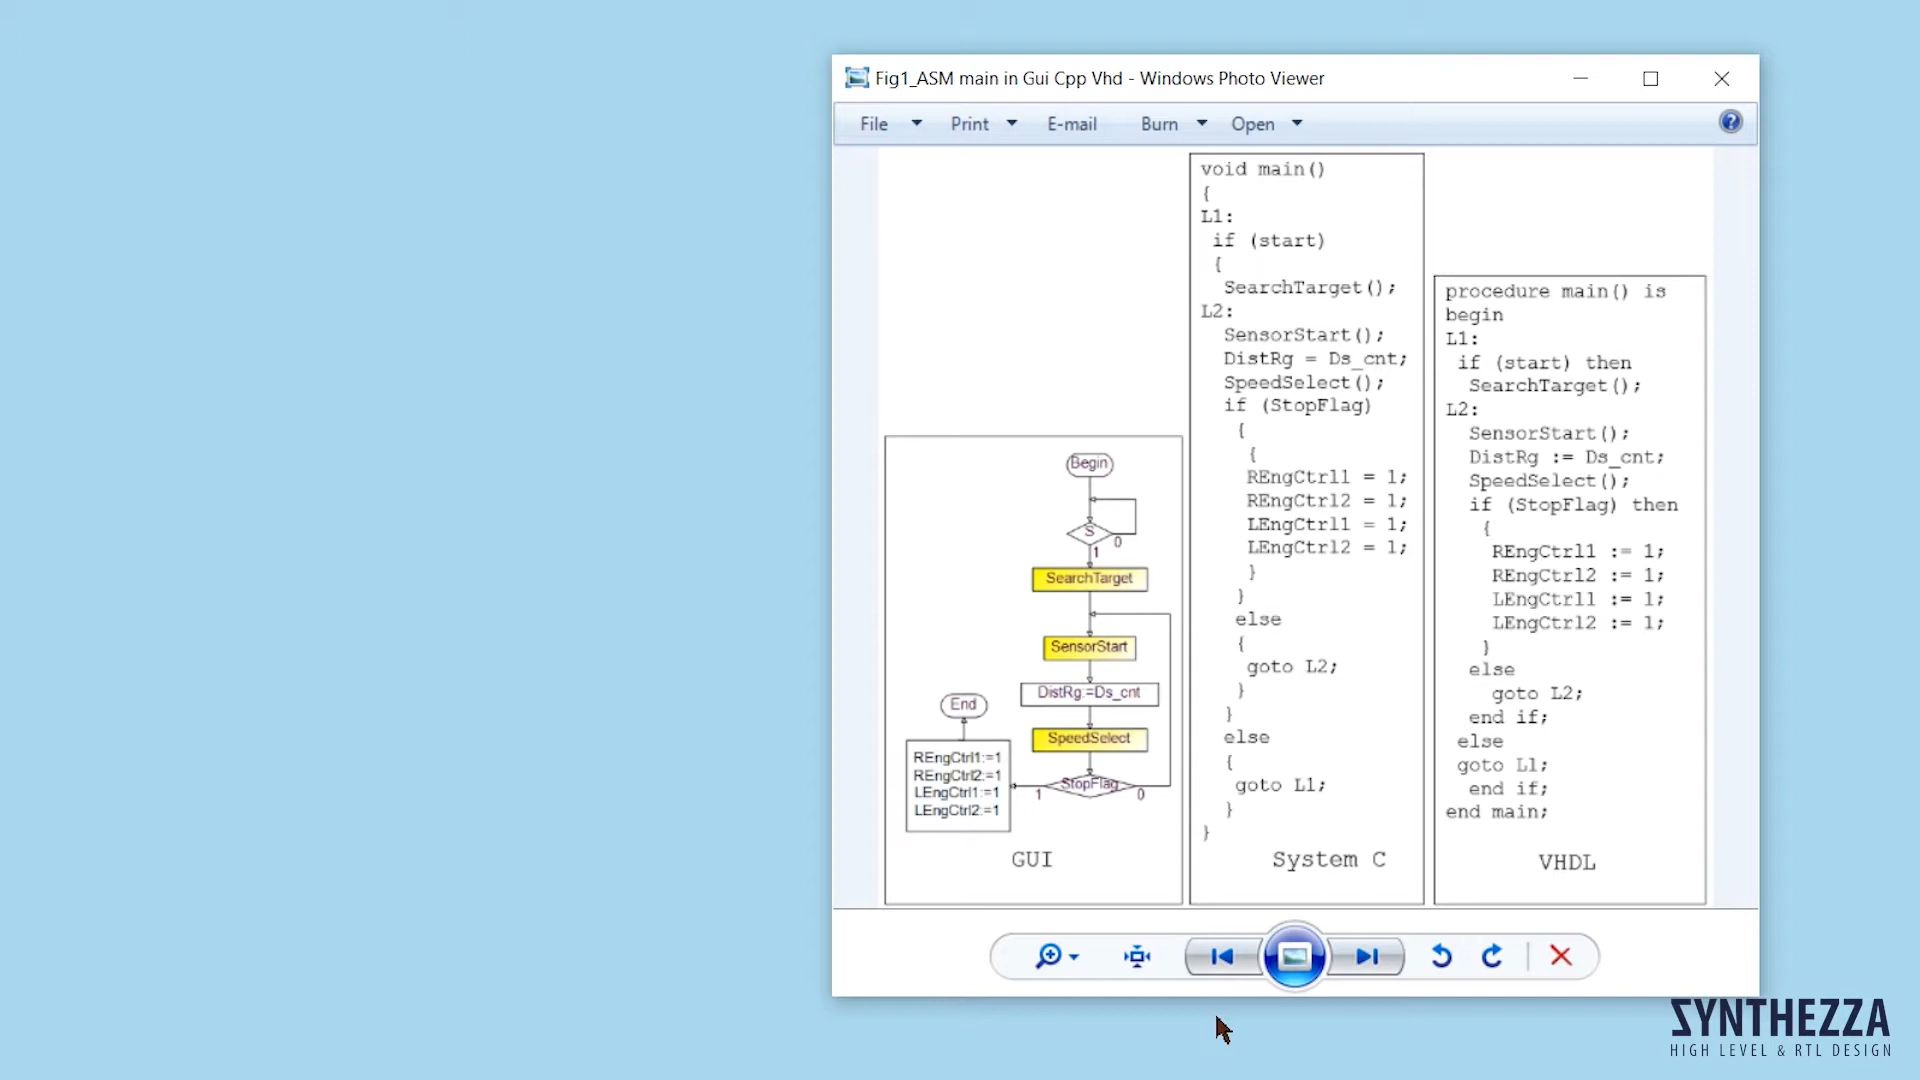 Fig1_ASM main in Gui Cpp Vhd - Windows Photo Viewer
File Print E-mail Burn Open ?
Begin
S
0
1
SearchTarget
SensorStart
DistRg:=Ds_cnt
SpeedSelect
StopFlag
1
0
End
REngCtrl1:=1
REngCtrl2:=1
LEngCtrl1:=1
LEngCtrl2:=1
GUI
void main()
{
L1:
if (start)
{
SearchTarget();
L2:
SensorStart();
DistRg = Ds_cnt;
SpeedSelect();
if (StopFlag)
{
{
REngCtrl1 = 1;
REngCtrl2 = 1;
LEngCtrl1 = 1;
LEngCtrl2 = 1;
}
}
else
{
goto L2;
}
}
else
{
goto L1;
}
}
System C
procedure main() is
begin
L1:
if (start) then
SearchTarget();
L2:
SensorStart();
DistRg := Ds_cnt;
SpeedSelect();
if (StopFlag) then
{
REngCtrl1 := 1;
REngCtrl2 := 1;
LEngCtrl1 := 1;
LEngCtrl2 := 1;
}
else
goto L2;
end if;
else
goto L1;
end if;
end main;
VHDL
SYNTHEZZA
HIGH LEVEL & RTL DESIGN